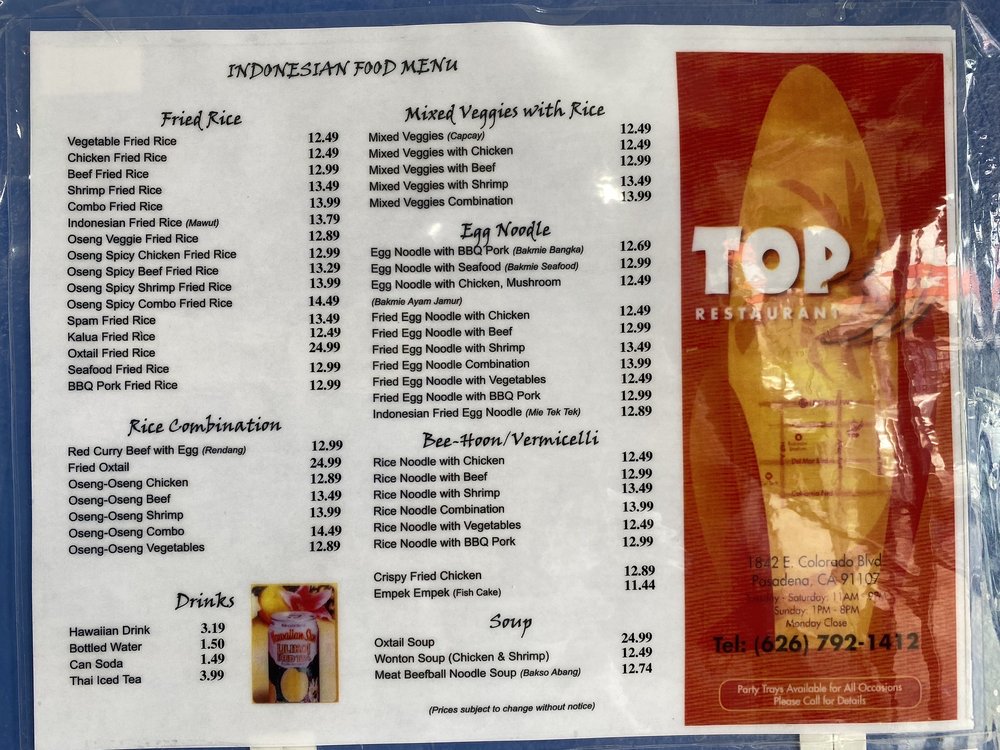 INDONESIAN FOOD MENU
Fried Rice
Vegetable Fried Rice 12.49
Chicken Fried Rice 12.49
Beef Fried Rice 12.99
Shrimp Fried Rice 13.49
Combo Fried Rice 13.99
Indonesian Fried Rice (Mawut) 13.79
Oseng Veggie Fried Rice 12.89
Oseng Spicy Chicken Fried Rice 12.99
Oseng Spicy Beef Fried Rice 13.29
Oseng Spicy Shrimp Fried Rice 13.99
Oseng Spicy Combo Fried Rice 14.49
Spam Fried Rice 13.49
Kalua Fried Rice 12.49
Oxtail Fried Rice 24.99
Seafood Fried Rice 12.99
BBQ Pork Fried Rice 12.99
Rice Combination
Red Curry Beef with Egg (Rendang) 12.99
Fried Oxtail 24.99
Oseng-Oseng Chicken 12.89
Oseng-Oseng Beef 13.49
Oseng-Oseng Shrimp 13.99
Oseng-Oseng Combo 14.49
Oseng-Oseng Vegetables 12.89
Drinks
Hawaiian Drink 3.19
Bottled Water 1.50
Can Soda 1.49
Thai Iced Tea 3.99
Hawaiian Sun
Mixed Veggies with Rice
Mixed Veggies (Capcay) 12.49
Mixed Veggies with Chicken 12.49
Mixed Veggies with Beef 12.99
Mixed Veggies with Shrimp 13.49
Mixed Veggies Combination 13.99
Egg Noodle
Egg Noodle with BBQ Pork (Bakmie Bangka) 12.69
Egg Noodle with Seafood (Bakmie Seafood) 12.99
Egg Noodle with Chicken, Mushroom 12.49
(Bakmie Ayam Jamur)
Fried Egg Noodle with Chicken 12.49
Fried Egg Noodle with Beef 12.99
Fried Egg Noodle with Shrimp 13.49
Fried Egg Noodle Combination 13.99
Fried Egg Noodle with Vegetables 12.49
Fried Egg Noodle with BBQ Pork 12.99
Indonesian Fried Egg Noodle (Mie Tek Tek) 12.89
Bee-Hoon/Vermicelli
Rice Noodle with Chicken 12.49
Rice Noodle with Beef 12.99
Rice Noodle with Shrimp 13.49
Rice Noodle Combination 13.99
Rice Noodle with Vegetables 12.49
Rice Noodle with BBQ Pork 12.99
Crispy Fried Chicken 12.89
Empek Empek (Fish Cake) 11.44
Soup
Oxtail Soup 24.99
Wonton Soup (Chicken & Shrimp) 12.49
Meat Beefball Noodle Soup (Bakso Abang) 12.74
(Prices subject to change without notice)
TOP
RESTAURANT
Del Mar Blvd
California Blvd
1842 E. Colorado Blvd
Pasadena, CA 91107
- Saturday: 11AM -
Sunday: 1PM - 8PM
Monday Close
Tel: (626) 792-1412
Party Trays Available for All Occasions
Please Call for Details